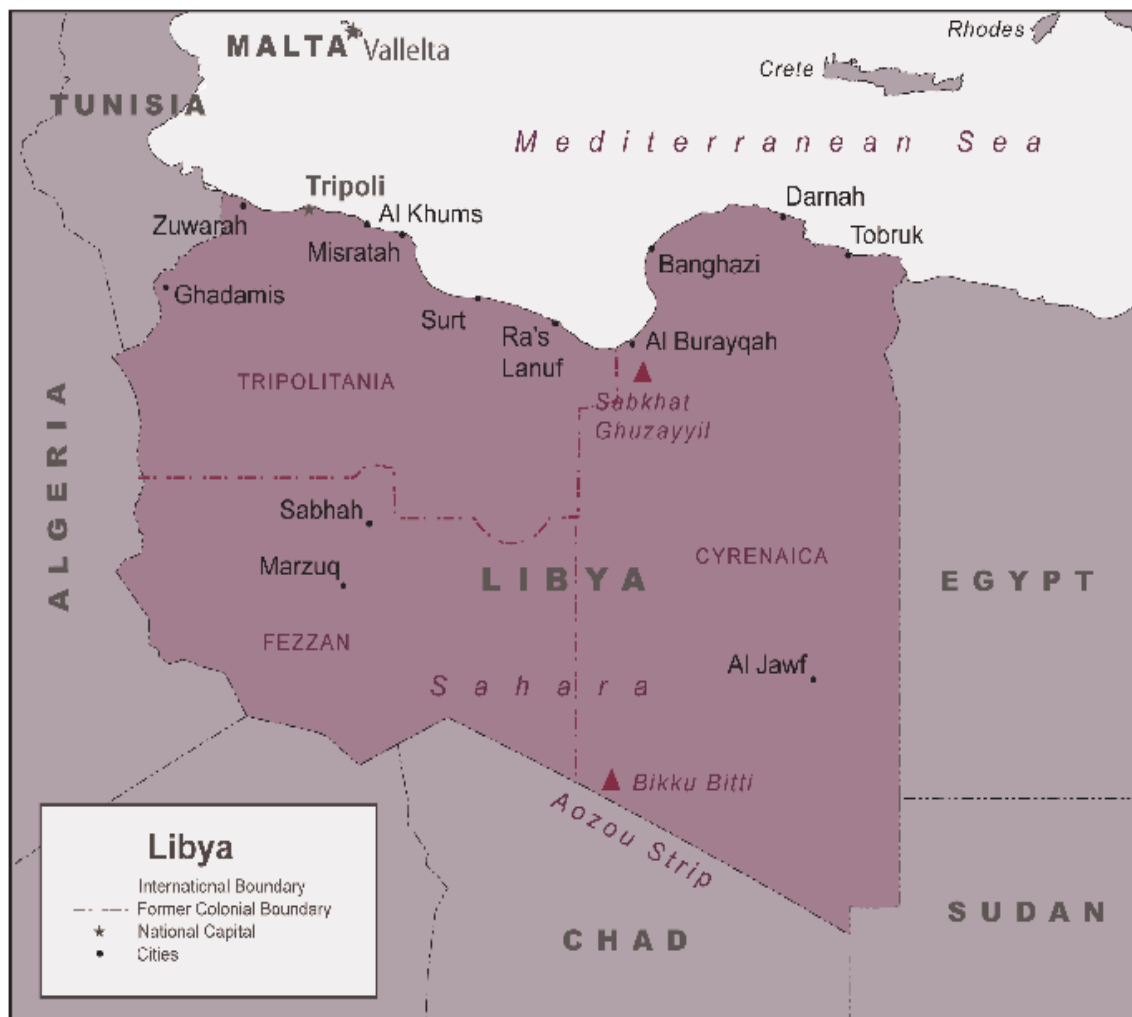 Rhodes
MALTA
Vallelta
Crete
TUNISIA
Mediterranean Sea
Tripoli
Darnah
Zuwarah
Al Khums
Tobruk
Misratah
Banghazi
Ghadamis
Surt
Ra's
Lanuf
Al Burayqah
TRIPOLITANIA
Sabkhat
Ghuzayyil
ALGERIA
Sabhah
CYRENAICA
Marzuq
LIBYA
EGYPT
FEZZAN
Al Jawf
Sahara
Bikku Bitti
Aozou Strip
Libya
International Boundary
Former Colonial Boundary
National Capital
Cities
CHAD
SUDAN